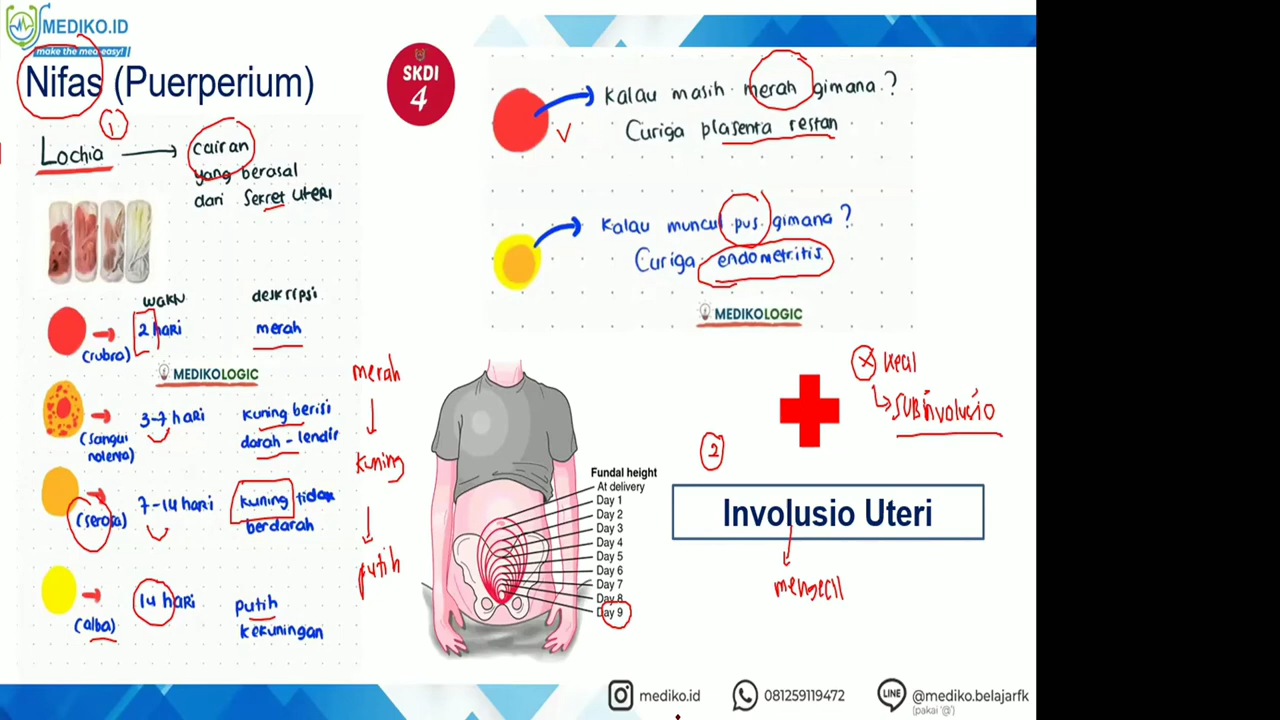 MEDIKO.ID
make the med easy!
Nifas (Puerperium)
SKDI
4
1
Lochia
cairan
yang berasal
dari sekret uteri
waktu
deskripsi
2 hari
merah
(rubra)
MEDIKOLOGIC
3-7 hari
kuning berisi
darah - lendir
(sangui
nolenta)
7-14 hari
kuning tidak
berdarah
(serosa)
14 hari
putih
kekuningan
(alba)
merah
kuning
putih
Kalau masih merah gimana?
Curiga plasenta restan
V
Kalau muncul pus gimana?
Curiga endometritis
MEDIKOLOGIC
Fundal height
At delivery
Day 1
Day 2
Day 3
Day 4
Day 5
Day 6
Day 7
Day 8
Day 9
SUBinvolusio
2
Involusio Uteri
mengecil
mediko.id
081259119472
LINE
@mediko.belajarfk
(pakai '@')